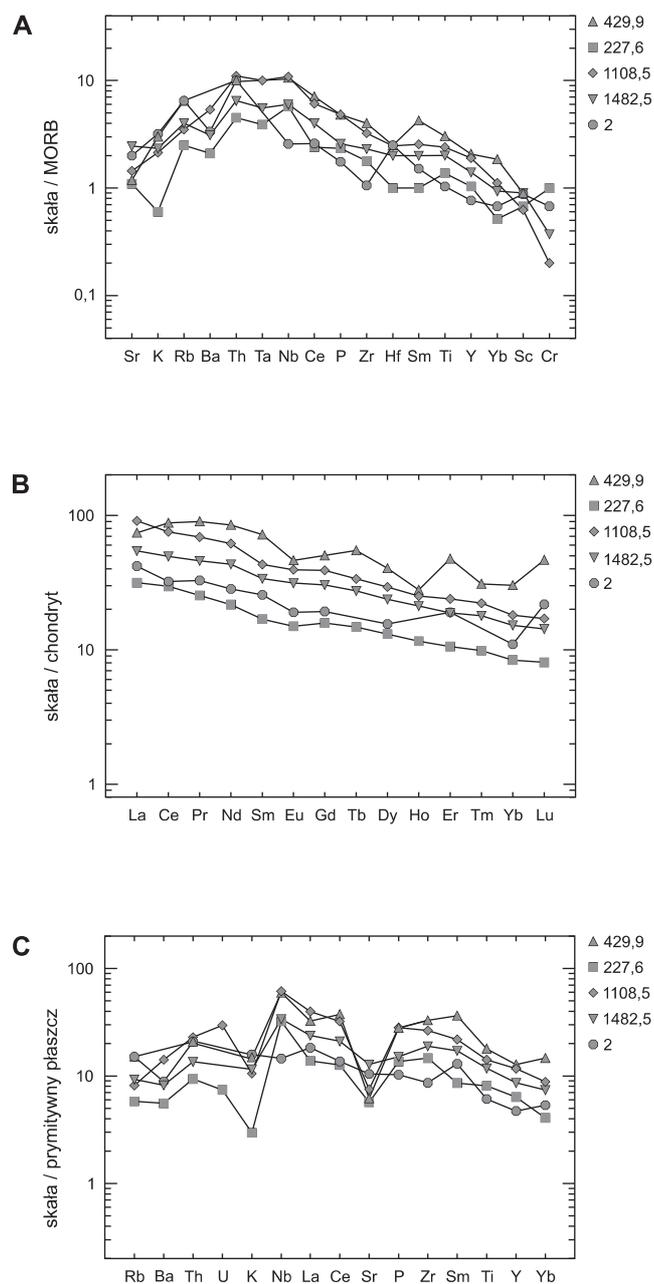 A
skała / MORB
10
1
0,1
Sr K Rb Ba Th Ta Nb Ce P Zr Hf Sm Ti Y Yb Sc Cr
429,9
227,6
1108,5
1482,5
2
B
skała / chondryt
100
10
1
La Ce Pr Nd Sm Eu Gd Tb Dy Ho Er Tm Yb Lu
429,9
227,6
1108,5
1482,5
2
C
skała / prymitywny płaszcz
100
10
1
Rb Ba Th U K Nb La Ce Sr P Zr Sm Ti Y Yb
429,9
227,6
1108,5
1482,5
2